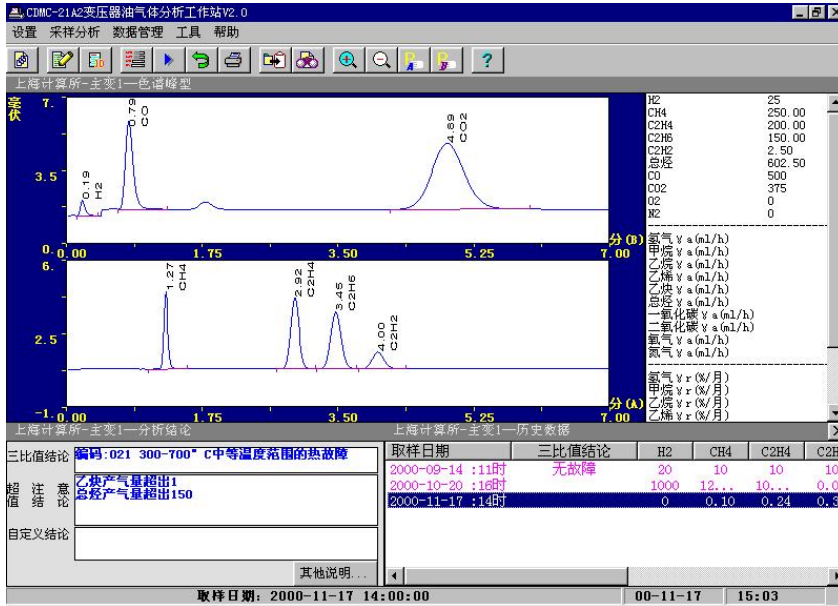 CDMC-21A2变压器油气体分析工作站V2.0
设置 采样分析 数据管理 工具 帮助
上海计算所-主变1—色谱峰型
毫伏
7.
3.5
0.
0.19 H2
0.79 CO
4.89 CO2
0.00 1.75 3.50 5.25 7.00 分(B)
6.
2.5
-1.
1.27 CH4
2.92 C2H4
3.45 C2H6
4.00 C2H2
0.00 1.75 3.50 5.25 7.00 分(A)
H2 25
CH4 250.00
C2H4 200.00
C2H6 150.00
C2H2 2.50
总烃 602.50
CO 500
CO2 375
O2 0
N2 0
氢气γa(ml/h)
甲烷γa(ml/h)
乙烷γa(ml/h)
乙烯γa(ml/h)
乙炔γa(ml/h)
总烃γa(ml/h)
一氧化碳γa(ml/h)
二氧化碳γa(ml/h)
氧气γa(ml/h)
氮气γa(ml/h)
氢气γr(%/月)
甲烷γr(%/月)
乙烷γr(%/月)
乙烯γr(%/月)
上海计算所-主变1—分析结论
三比值结论 编码:021 300-700°C中等温度范围的热故障
超注意值结论 乙炔产气量超出1
总烃产气量超出150
自定义结论
其他说明...
上海计算所-主变1—历史数据
取样日期 三比值结论 H2 CH4 C2H4 C2H
2000-09-14 :11时 无故障 20 10 10 10
2000-10-20 :16时 1000 12... 10... 0.0
2000-11-17 :14时 0 0.10 0.24 0.3
取样日期: 2000-11-17 14:00:00 00-11-17 15:03